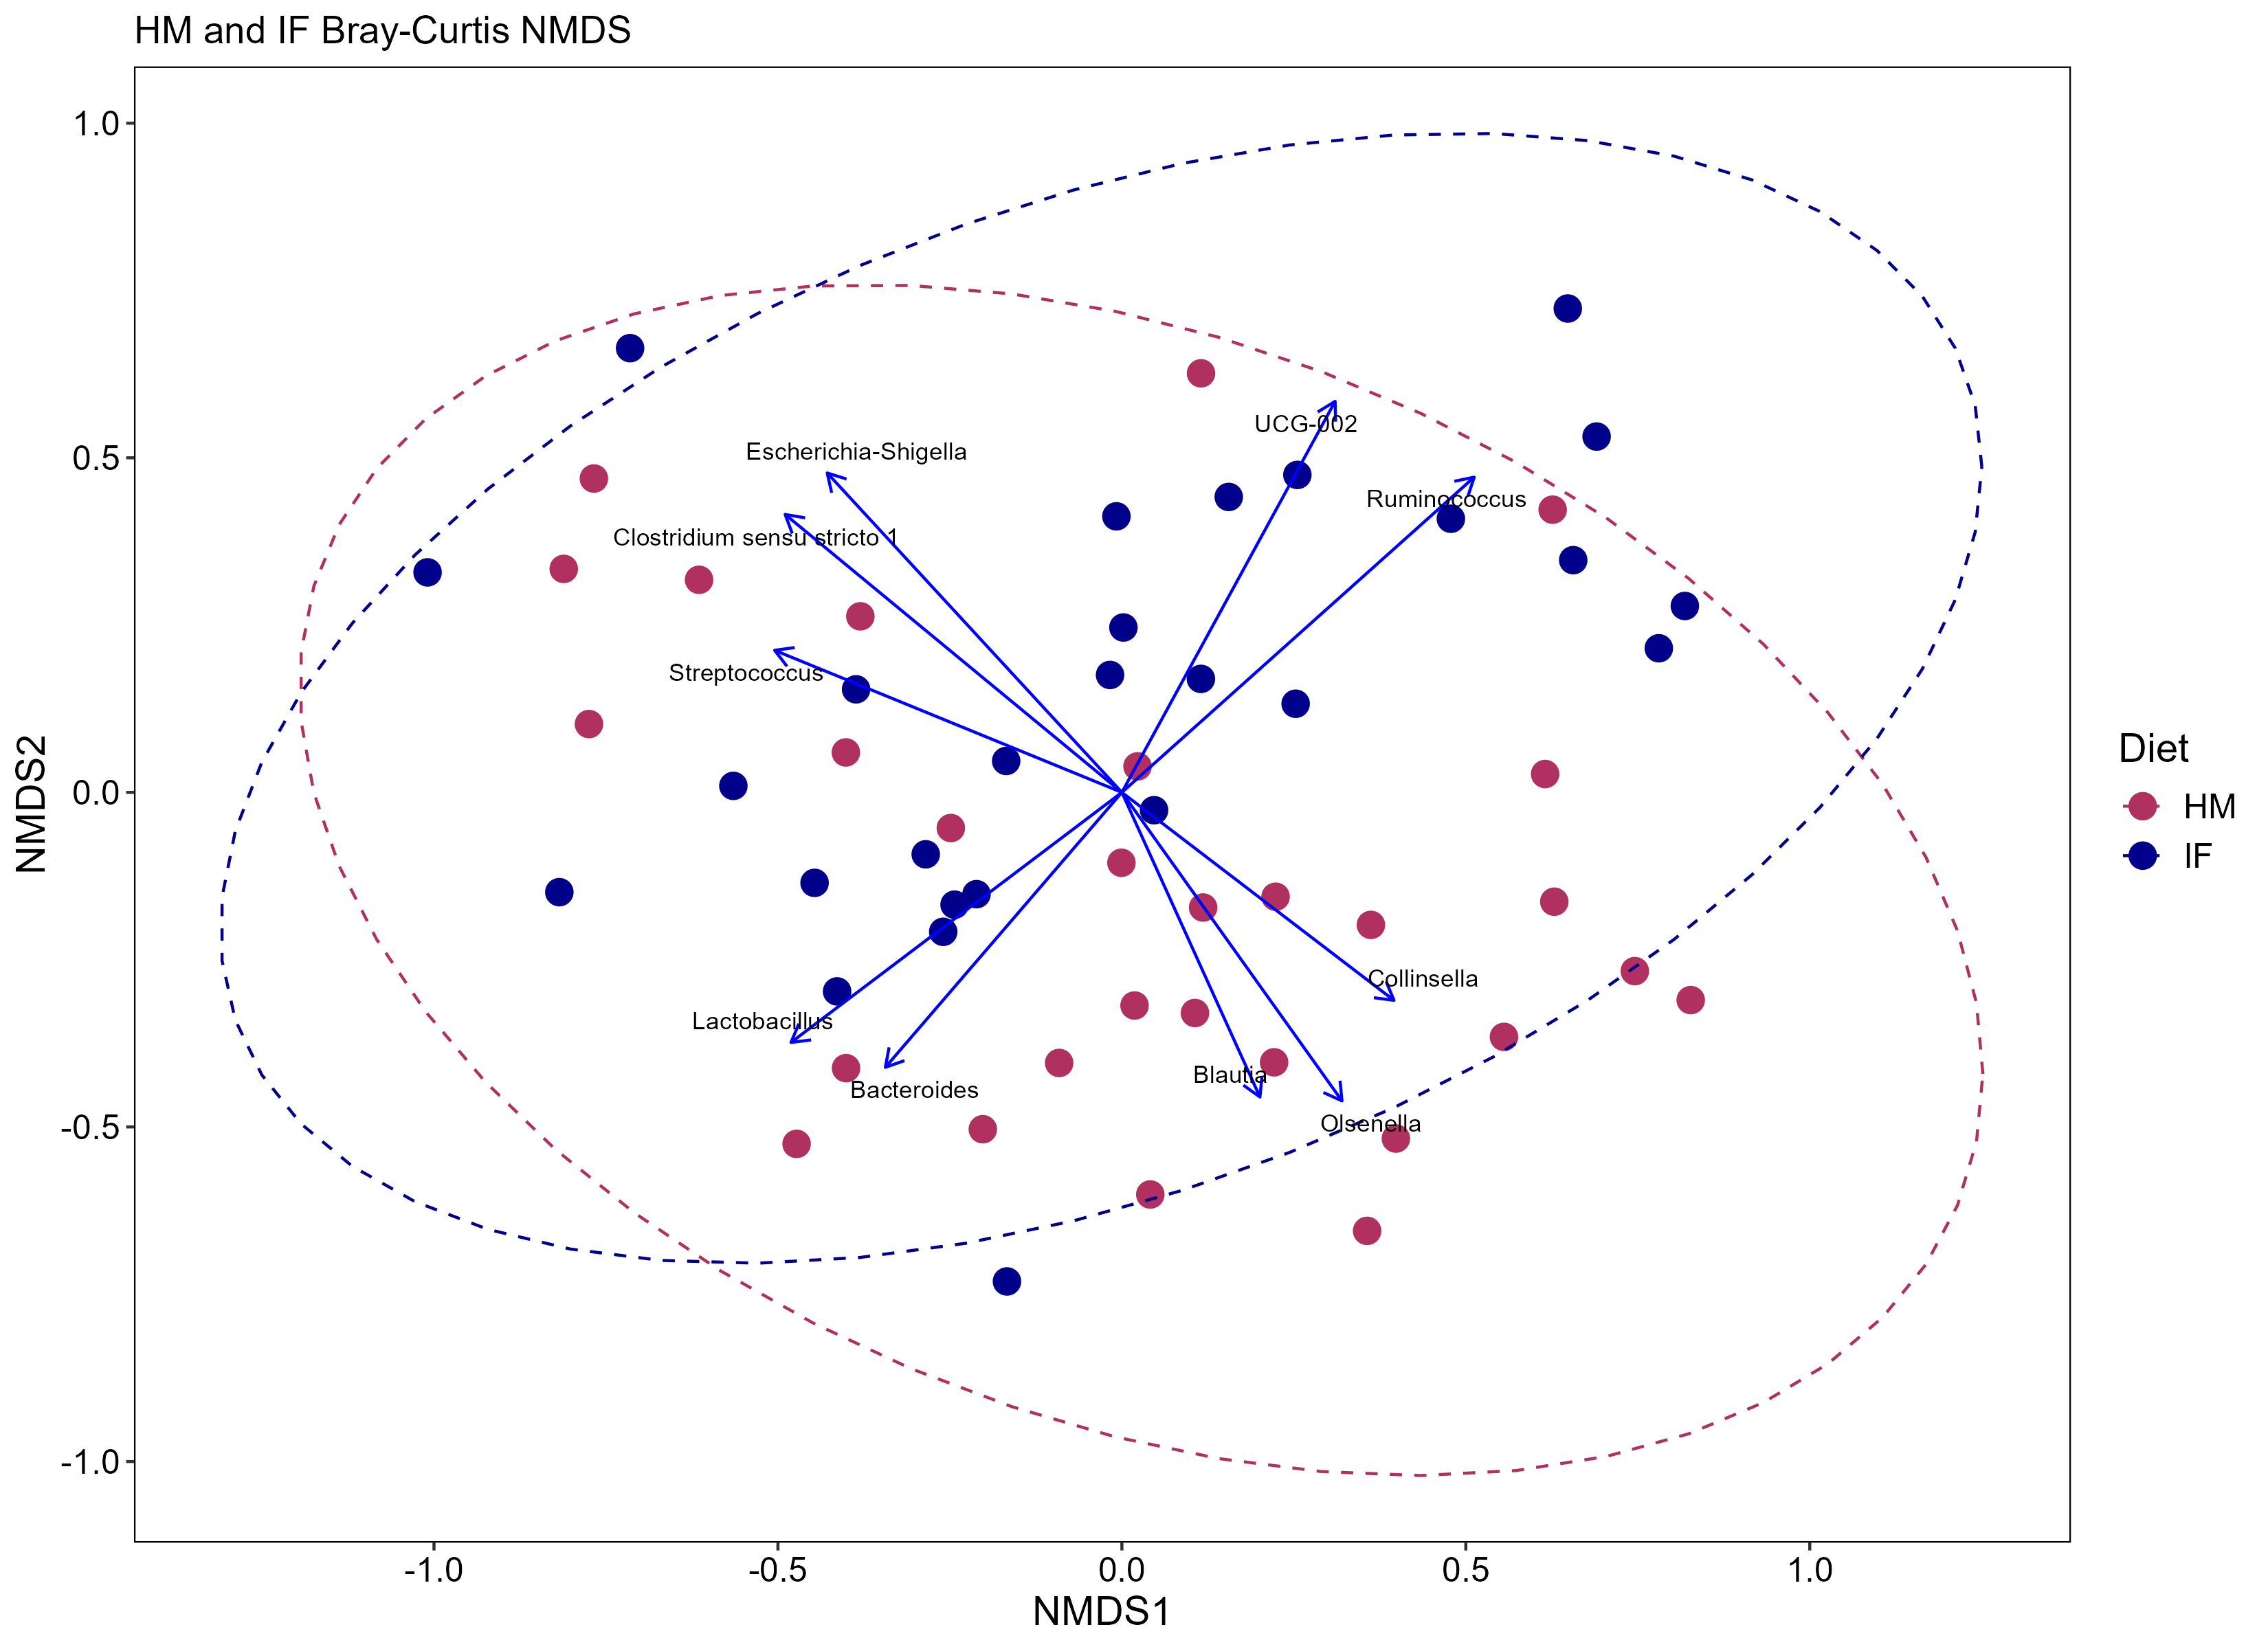 HM and IF Bray-Curtis NMDS
1.0
0.5
0.0
-0.5
-1.0
NMDS2
UCG-002
Escherichia-Shigella
Ruminococcus
Clostridium sensu stricto 1
Streptococcus
Collinsella
Lactobacillus
Blautia
Bacteroides
Olsenella
Diet
HM
IF
-1.0
-0.5
0.0
0.5
1.0
NMDS1